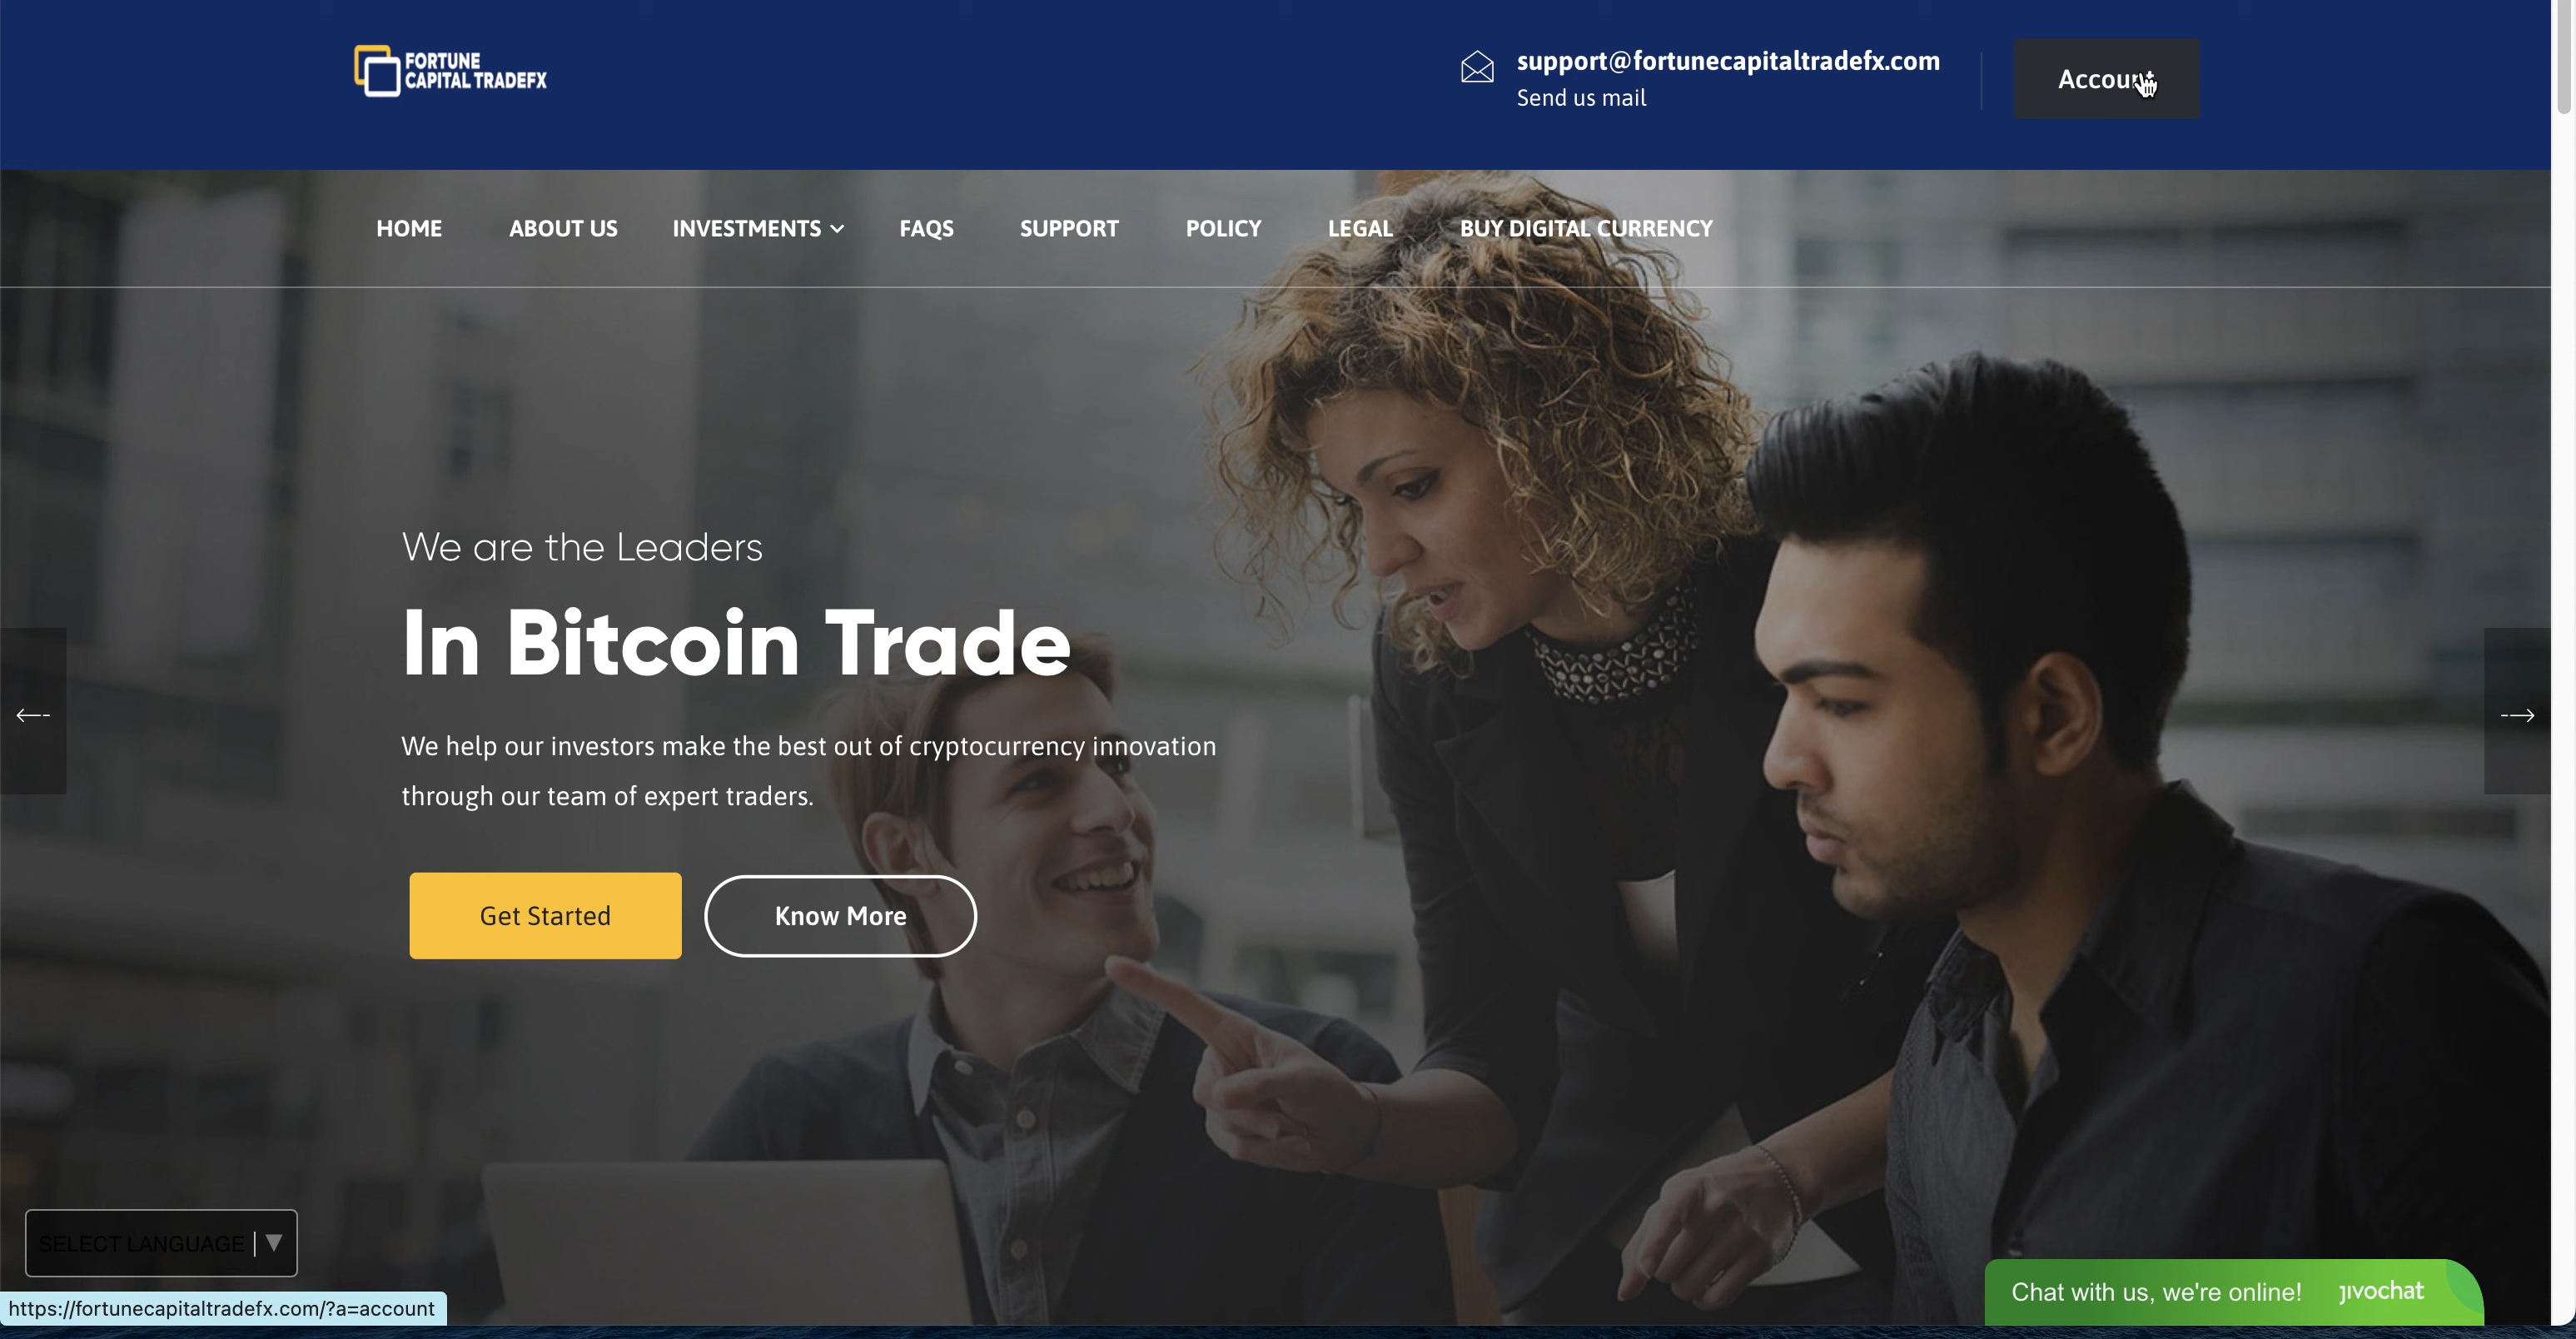 FORTUNE
CAPITAL TRADEFX
support@fortunecapitaltradefx.com
Send us mail
Account
HOME ABOUT US INVESTMENTS FAQS SUPPORT POLICY LEGAL BUY DIGITAL CURRENCY
We are the Leaders
In Bitcoin Trade
We help our investors make the best out of cryptocurrency innovation
through our team of expert traders.
Get Started Know More
SELECT LANGUAGE
Chat with us, we're online! jivochat
https://fortunecapitaltradefx.com/?a=account